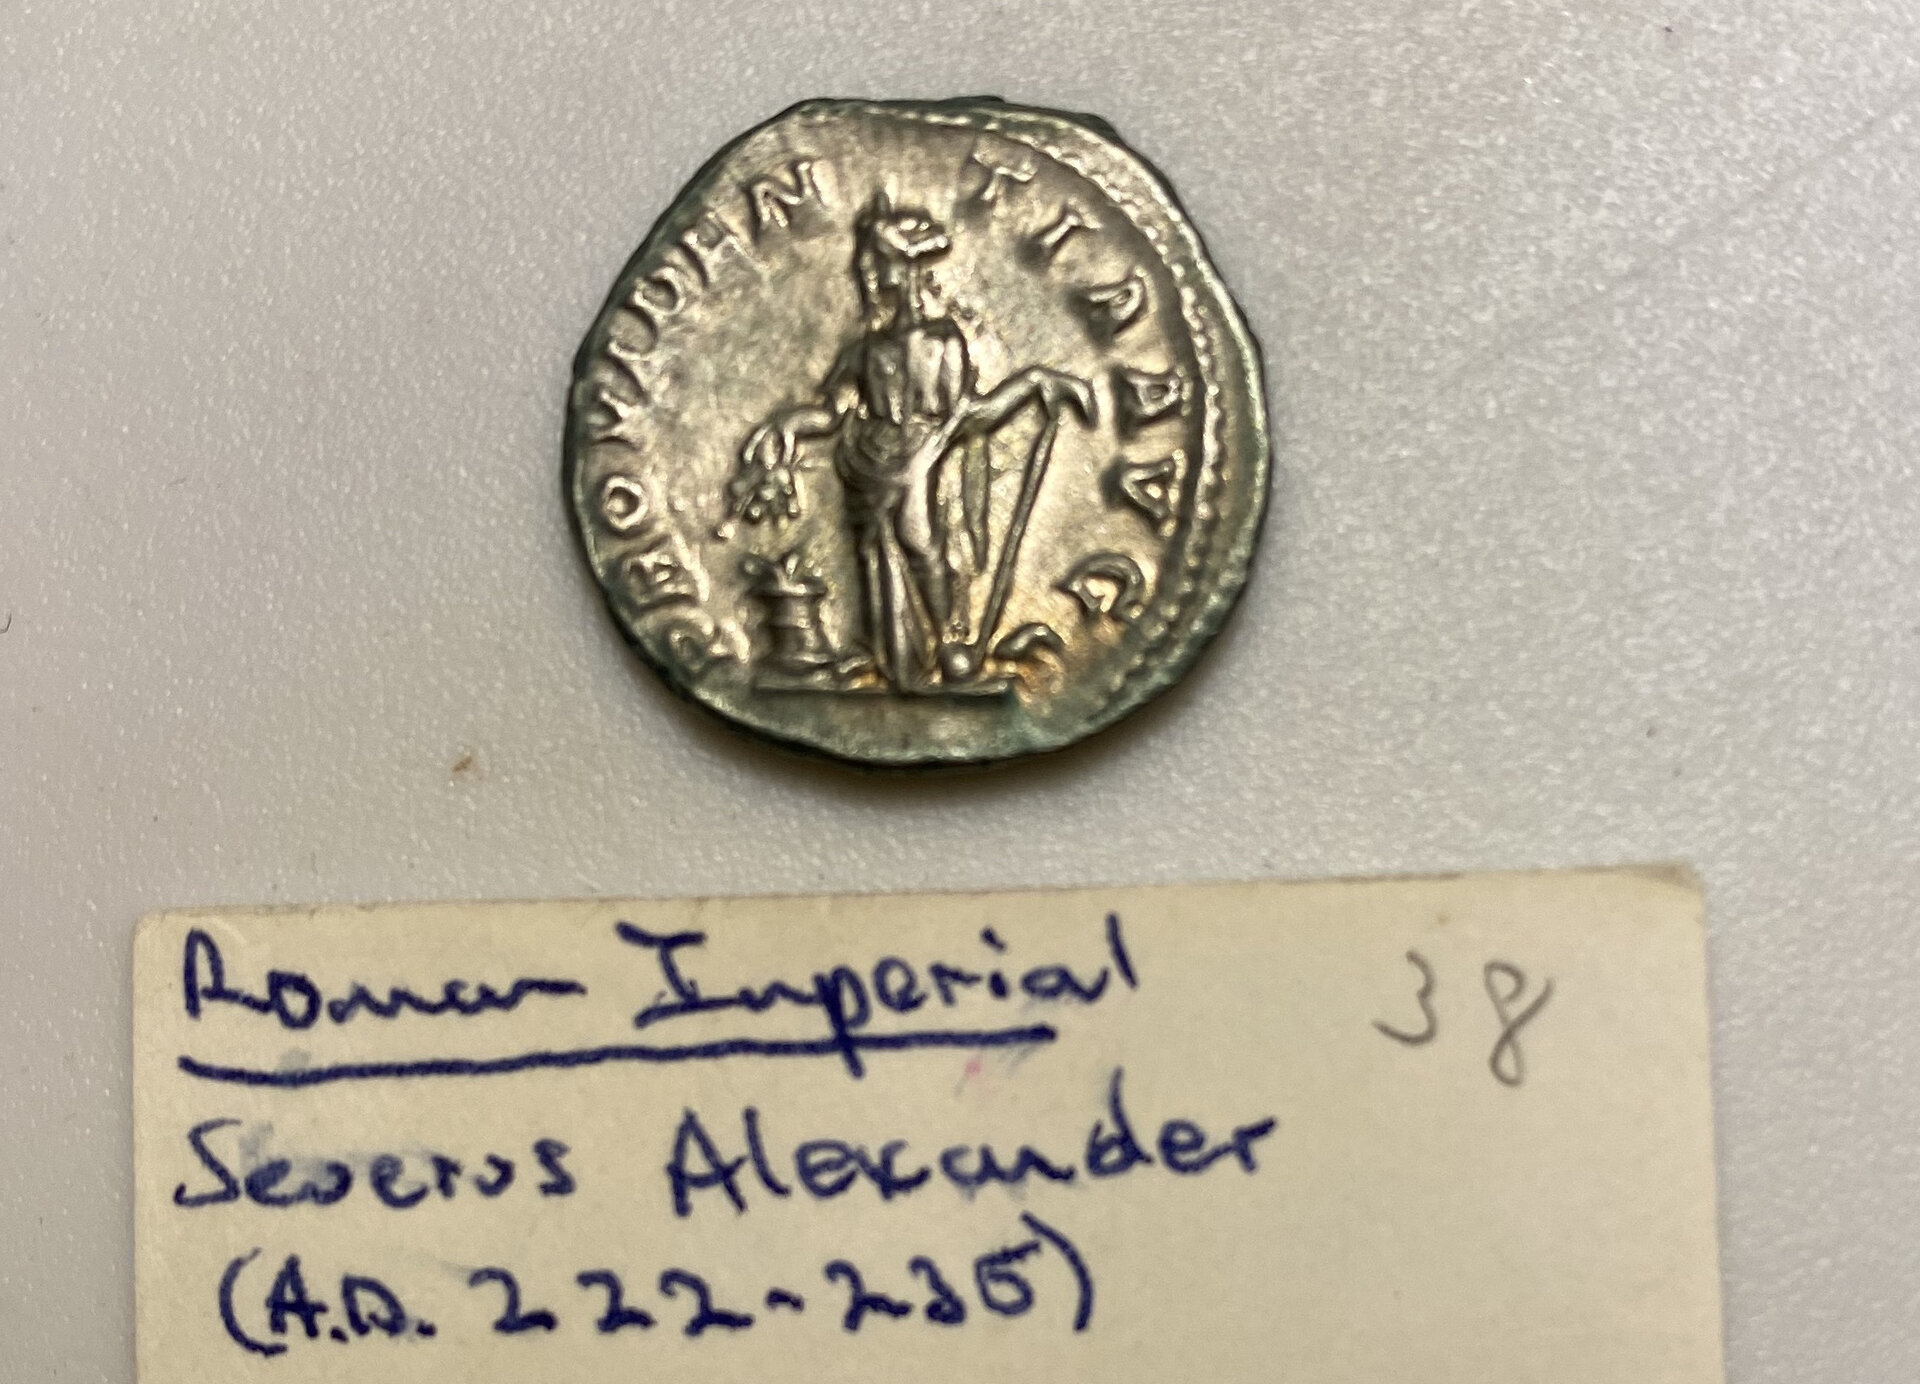 PROVIDENTIA AVG
Roman Imperial
38
Severus Alexander
(A.D. 222-235)